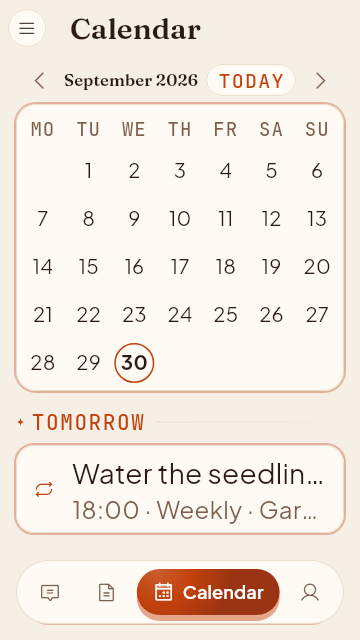 Calendar
September 2026 TODAY
MO TU WE TH FR SA SU
1 2 3 4 5 6
7 8 9 10 11 12 13
14 15 16 17 18 19 20
21 22 23 24 25 26 27
28 29 30
TOMORROW
Water the seedlin…
18:00 · Weekly · Gar…
Calendar